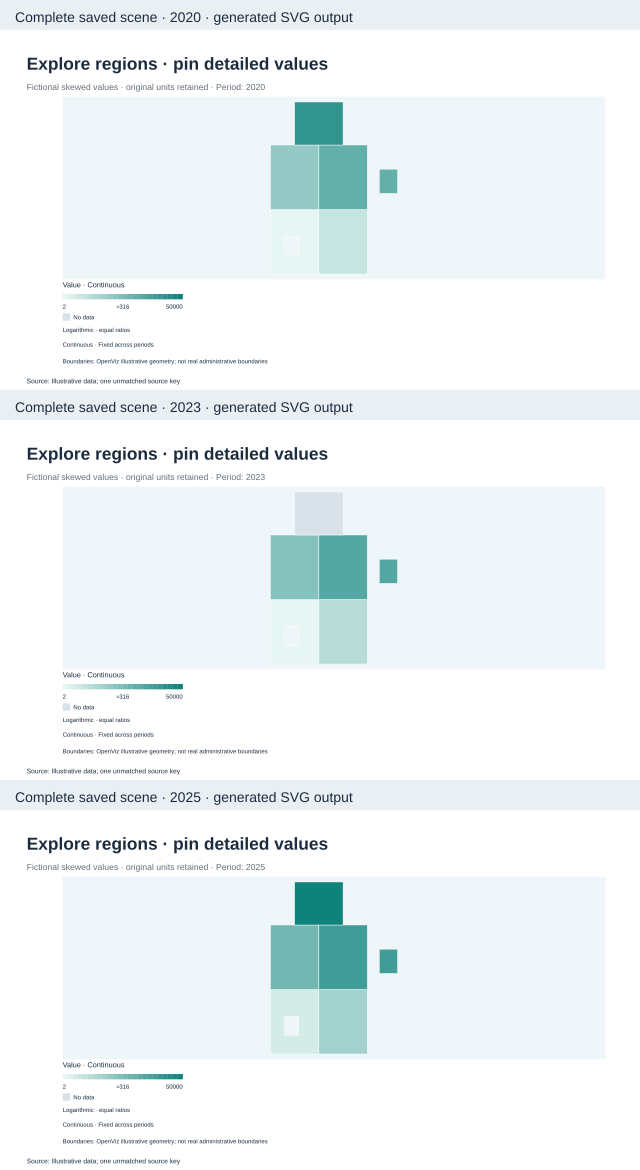 Complete saved scene · 2020 · generated SVG output
Explore regions · pin detailed values
Fictional skewed values · original units retained · Period: 2020
Value · Continuous
2 ≈316 50000
No data
Logarithmic · equal ratios
Continuous · Fixed across periods
Boundaries: OpenViz illustrative geometry; not real administrative boundaries
Source: Illustrative data; one unmatched source key
Complete saved scene · 2023 · generated SVG output
Explore regions · pin detailed values
Fictional skewed values · original units retained · Period: 2023
Value · Continuous
2 ≈316 50000
No data
Logarithmic · equal ratios
Continuous · Fixed across periods
Boundaries: OpenViz illustrative geometry; not real administrative boundaries
Source: Illustrative data; one unmatched source key
Complete saved scene · 2025 · generated SVG output
Explore regions · pin detailed values
Fictional skewed values · original units retained · Period: 2025
Value · Continuous
2 ≈316 50000
No data
Logarithmic · equal ratios
Continuous · Fixed across periods
Boundaries: OpenViz illustrative geometry; not real administrative boundaries
Source: Illustrative data; one unmatched source key